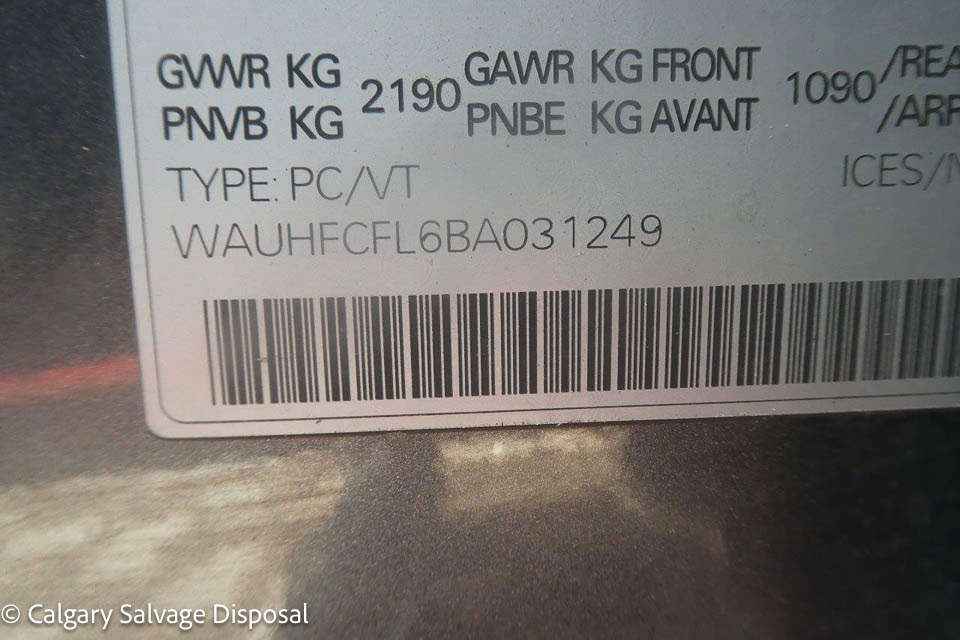 GVWR KG 2190 GAWR KG FRONT 1090 /REA
PNVB KG PNBE KG AVANT /ARR
TYPE: PC/VT ICES/N
WAUHFCFL6BA031249
© Calgary Salvage Disposal